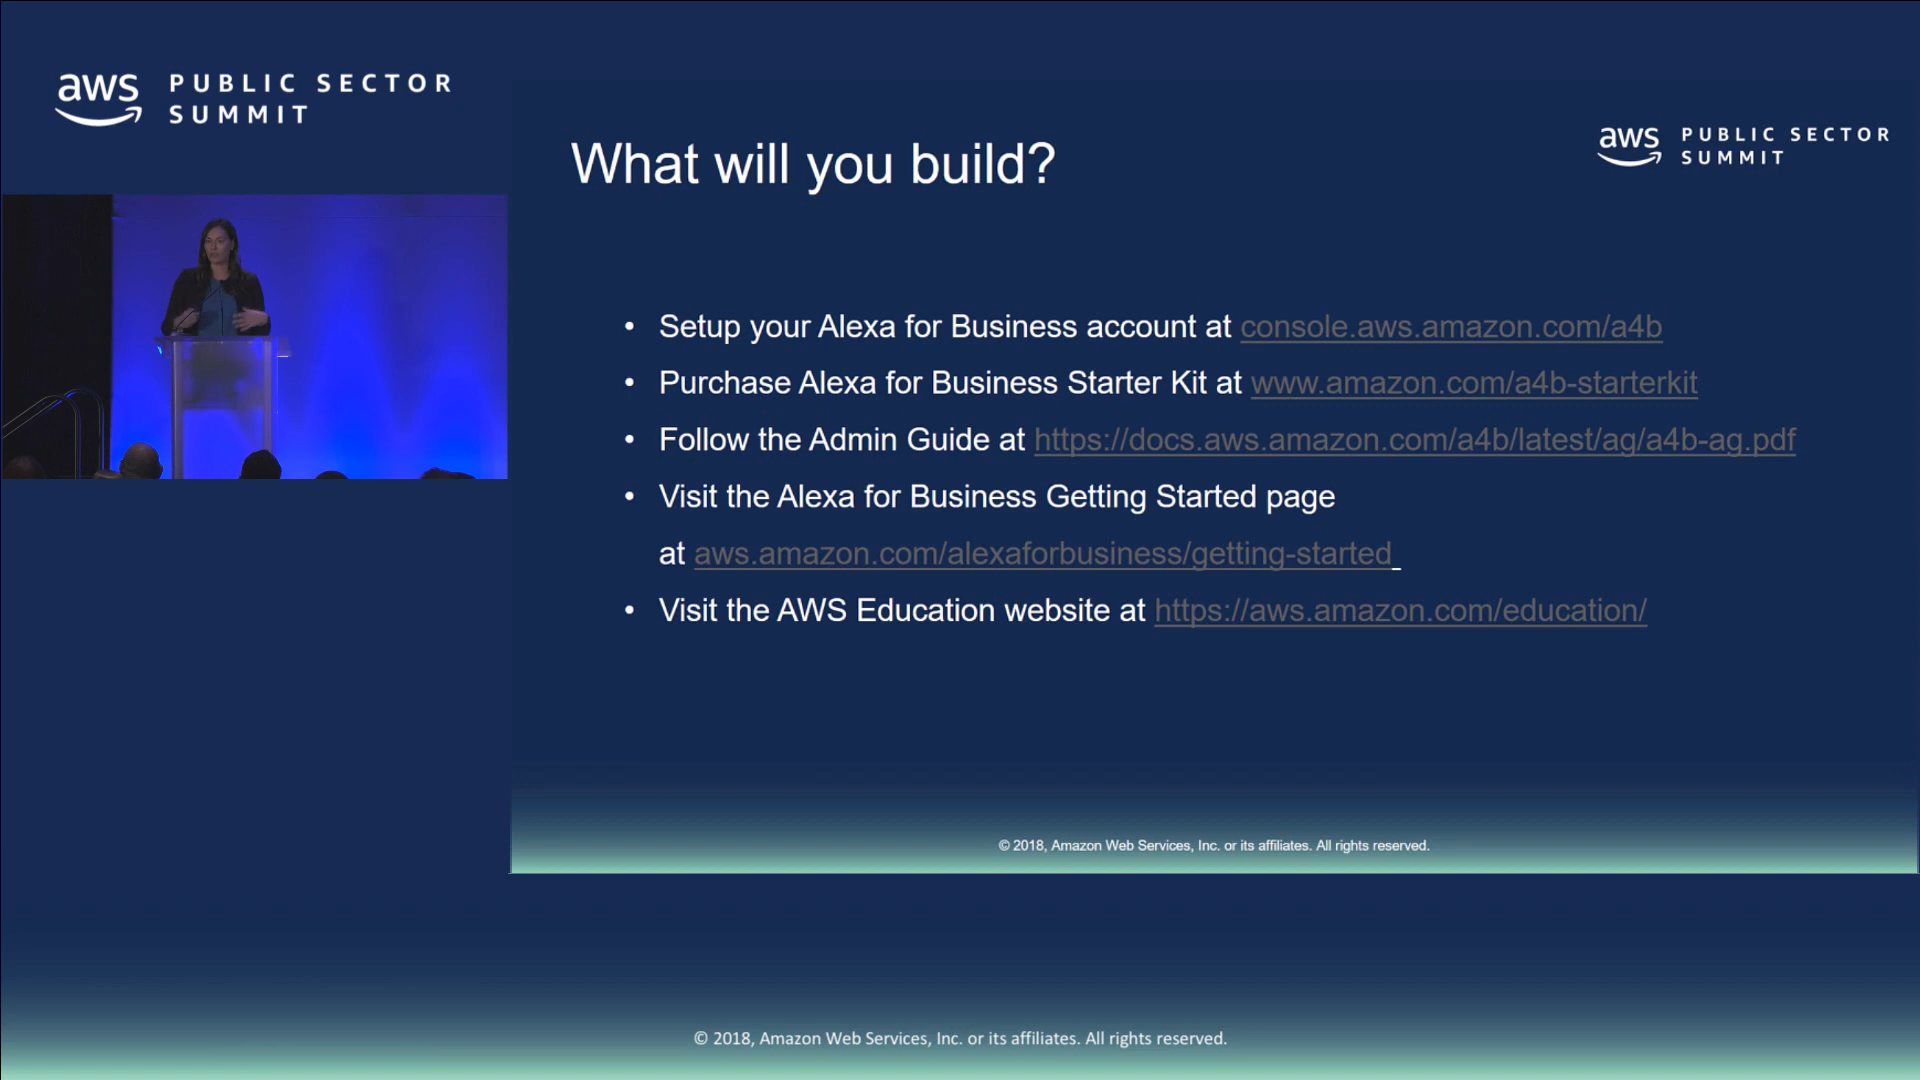 aws PUBLIC SECTOR
SUMMIT
What will you build?
aws PUBLIC SECTOR
SUMMIT
• Setup your Alexa for Business account at console.aws.amazon.com/a4b
• Purchase Alexa for Business Starter Kit at www.amazon.com/a4b-starterkit
• Follow the Admin Guide at https://docs.aws.amazon.com/a4b/latest/ag/a4b-ag.pdf
• Visit the Alexa for Business Getting Started page
at aws.amazon.com/alexaforbusiness/getting-started
• Visit the AWS Education website at https://aws.amazon.com/education/
© 2018, Amazon Web Services, Inc. or its affiliates. All rights reserved.
© 2018, Amazon Web Services, Inc. or its affiliates. All rights reserved.